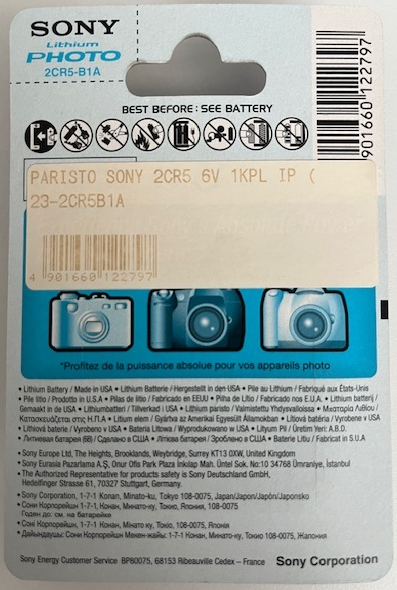 SONY
Lithium
PHOTO
2CR5-B1A
BEST BEFORE: SEE BATTERY
901660 122797
PARISTO SONY 2CR5 6V 1KPL IP (
23-2CR5B1A
4 901660 122797
*Profitez de la puissance absolue pour vos appareils photo
• Lithium Battery / Made in USA • Lithium Batterie / Hergestellt in den USA • Pile au Lithium / Fabriqué aux États-Unis
• Pile litio / Prodotto in U.S.A • Pilas de litio / Fabricado en EEUU • Pilha de Lítio / Fabricado nos E.U.A. • Lithium batterij /
Gemaakt in de USA • Lithiumbatteri / Tillverkad i USA • Lithium paristo / Valmistettu Yhdysvalloissa • Μπαταρία Λιθίου /
Κατασκευάζεται στις Η.Π.Α. • Lítium elem / Gyártva az Amerikai Egyesült Államokban • Lítiová batéria / Vyrobene v USA
• Lithiová baterie / Vyrobeno v USA • Bateria Litowa / Wyprodukowano w USA • Lityum Pil / Üretim Yeri: A.B.D.
• Литиевая батарея (6В) / Сделано в США • Літієва батарея / Зроблено в США • Baterie Litiu / Fabricat in S.U.A
Sony Europe Ltd, The Heights, Brooklands, Weybridge, Surrey KT13 0XW, United Kingdom
• Sony Eurasia Pazarlama A.Ş, Onur Ofis Park Plaza İnkılap Mah. Üntel Sok. No:10 34768 Ümraniye, İstanbul
• The Authorized Representative for products safety is Sony Deutschland GmbH,
Hedelfinger Strasse 61, 70327 Stuttgart, Germany.
• Sony Corporation, 1-7-1 Konan, Minato-ku, Tokyo 108-0075, Japan/Japon/Japón/Japonsko
• Сони Корпорейшн 1-7-1 Конан, Минато-ку, Токио, Япония, 108-0075
Годен до: см. на батарейке
• Соні Корпорейшн, 1-7-1 Конан, Мінато ку, Токіо, 108-0075, Японія
• Дайындаушы: Сони Корпорейшн 1-7-1 Конан, Минато-ку, Токио, 108-0075, Жапония
Sony Energy Customer Service BP80075, 68153 Ribeauville Cedex – France
Sony Corporation